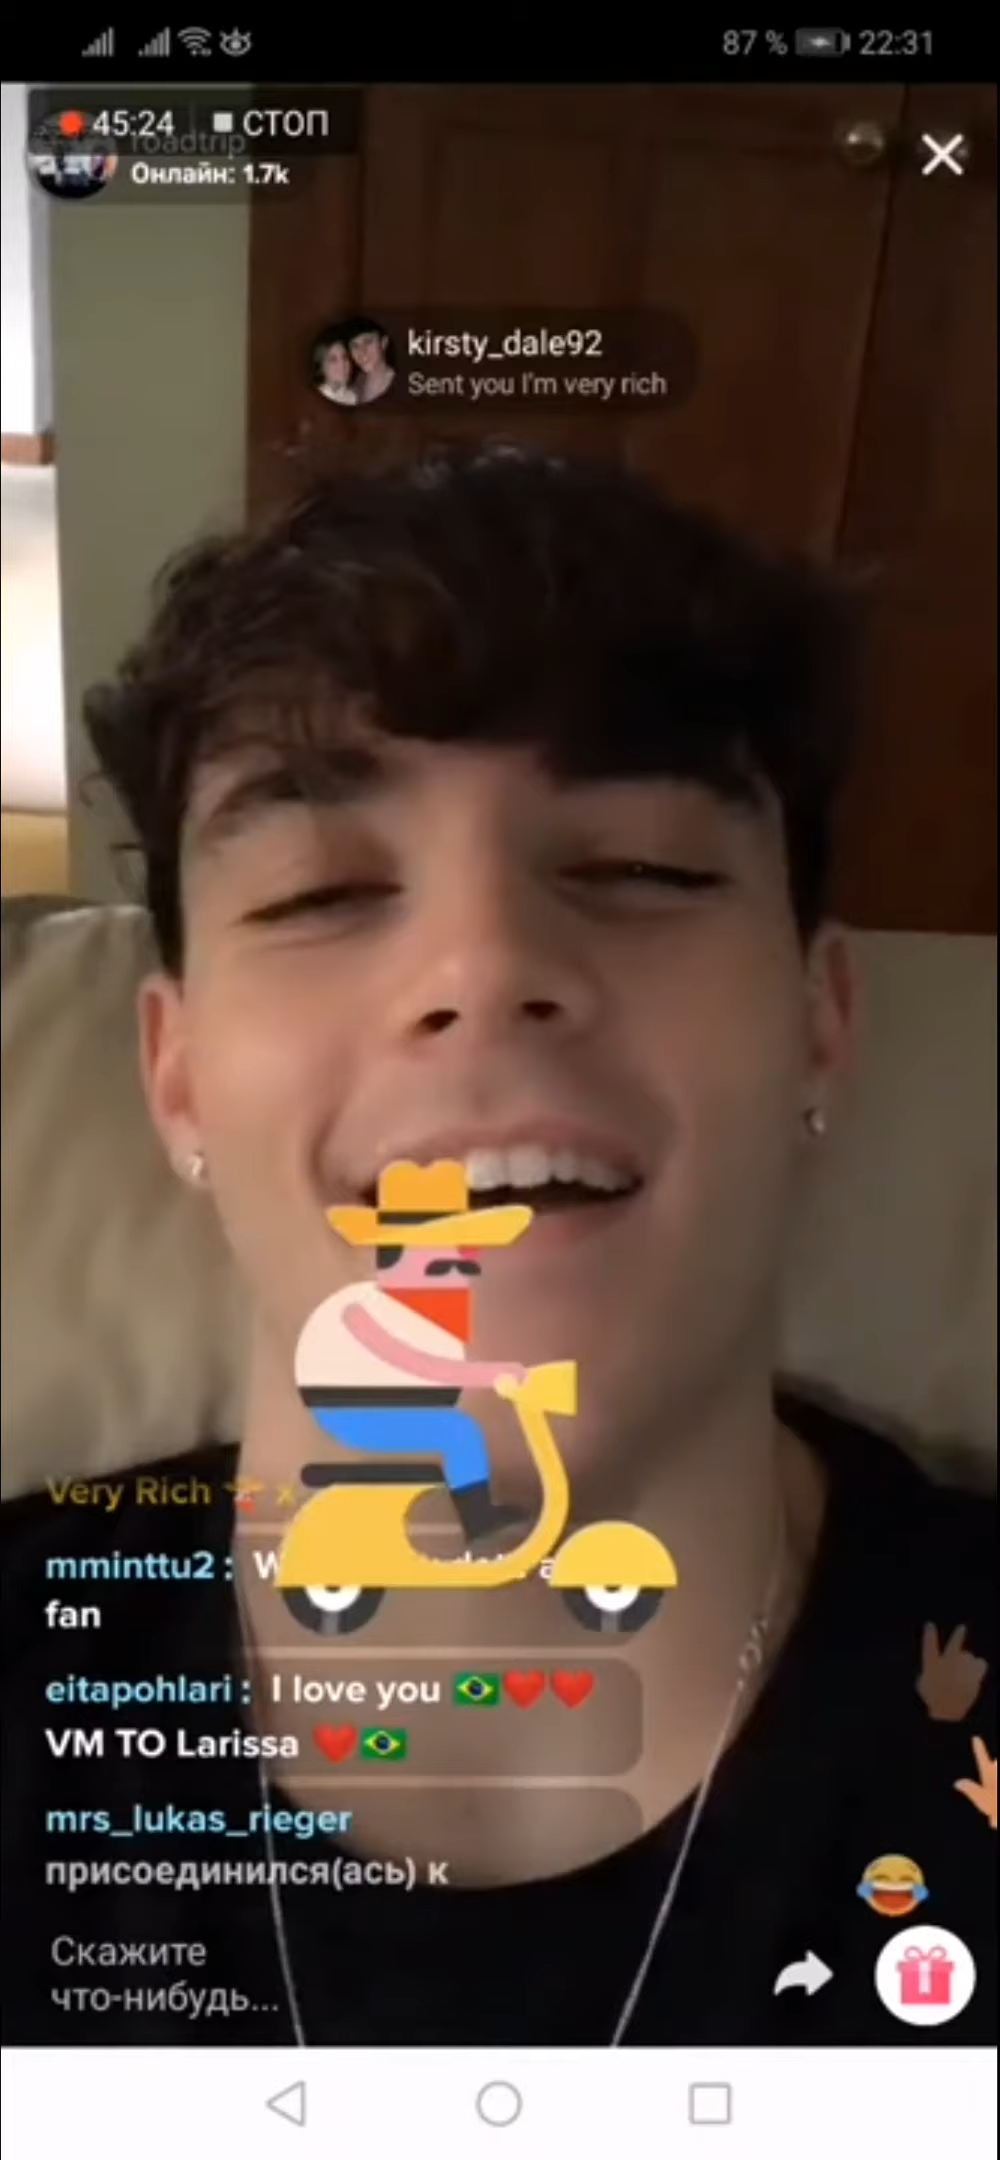 87 % 22:31
45:24 СТОП
roadtrip
Онлайн: 1.7k
kirsty_dale92
Sent you I'm very rich
Very Rich x
mminttu2 : W
fan
eitapohlari : I love you 🇧🇷❤️❤️
VM TO Larissa ❤️🇧🇷
mrs_lukas_rieger
присоединился(ась) к
Скажите
что-нибудь...